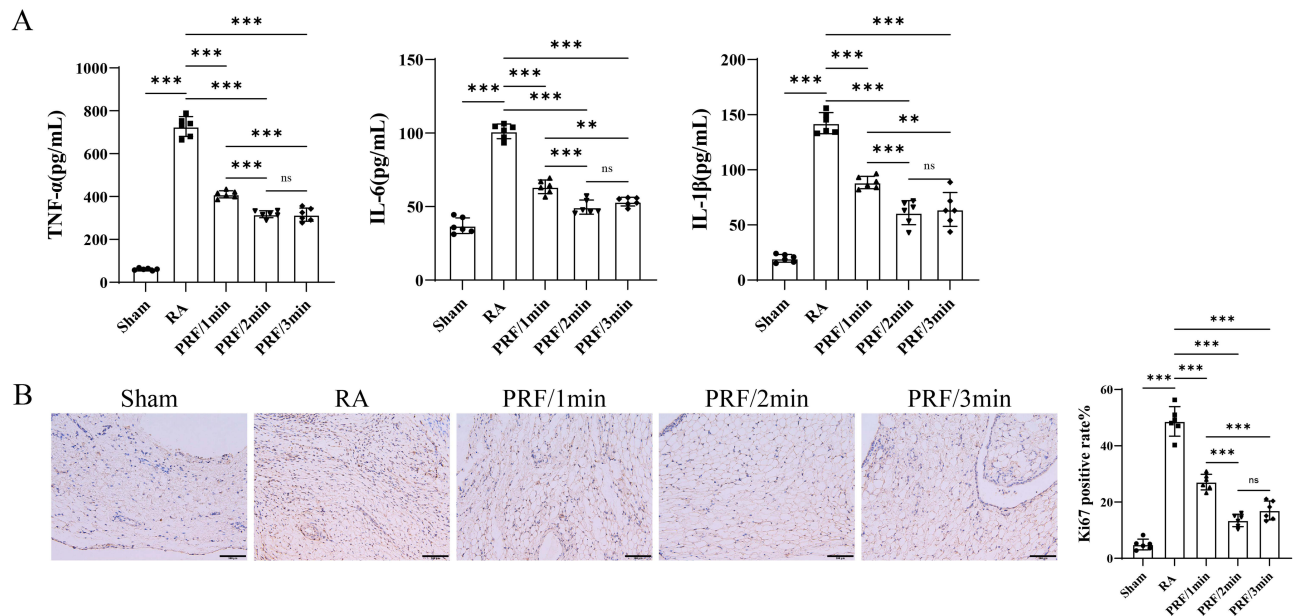 A
TNF-α(pg/mL)
1000
800
600
400
200
0
***
***
***
***
***
***
ns
Sham
RA
PRF/1min
PRF/2min
PRF/3min
IL-6(pg/mL)
150
100
50
0
***
***
***
***
**
***
ns
Sham
RA
PRF/1min
PRF/2min
PRF/3min
IL-1β(pg/mL)
200
150
100
50
0
***
***
***
***
**
***
ns
Sham
RA
PRF/1min
PRF/2min
PRF/3min
B
Sham
RA
PRF/1min
PRF/2min
PRF/3min
Ki67 positive rate%
60
40
20
0
***
***
***
***
***
***
ns
Sham
RA
PRF/1min
PRF/2min
PRF/3min